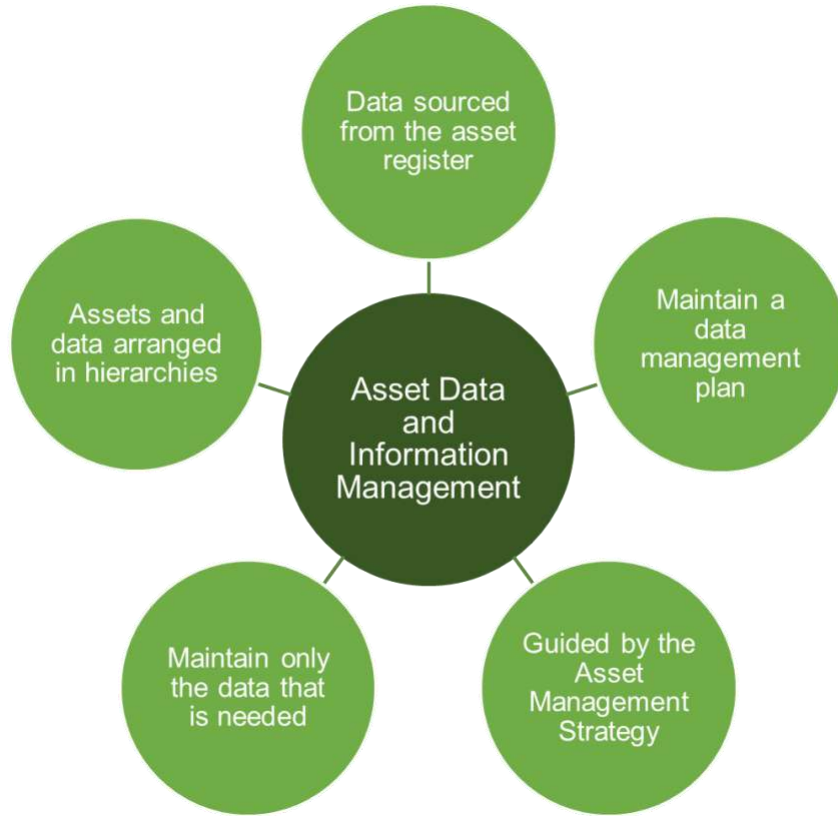 Data sourced
from the asset
register
Assets and
data arranged
in hierarchies
Maintain a
data
management
plan
Asset Data
and
Information
Management
Maintain only
the data that
is needed
Guided by the
Asset
Management
Strategy